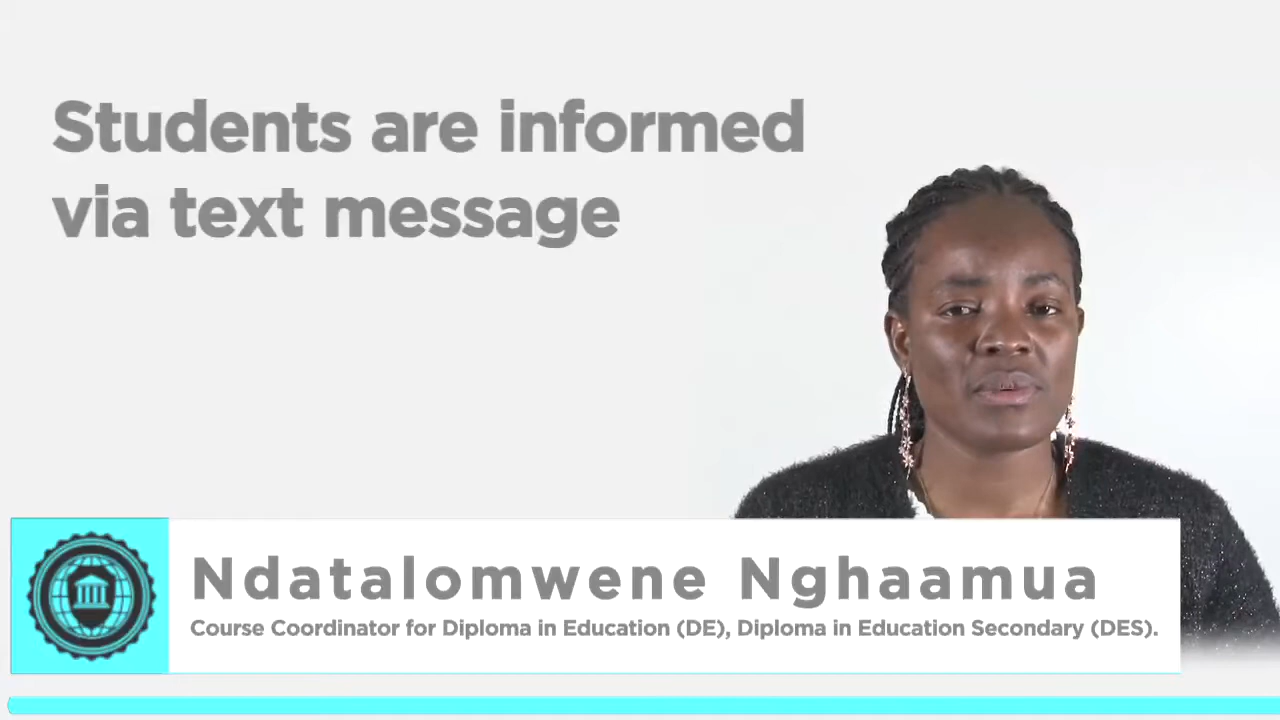 Students are informed
via text message
Ndatalomwene Nghaamua
Course Coordinator for Diploma in Education (DE), Diploma in Education Secondary (DES).